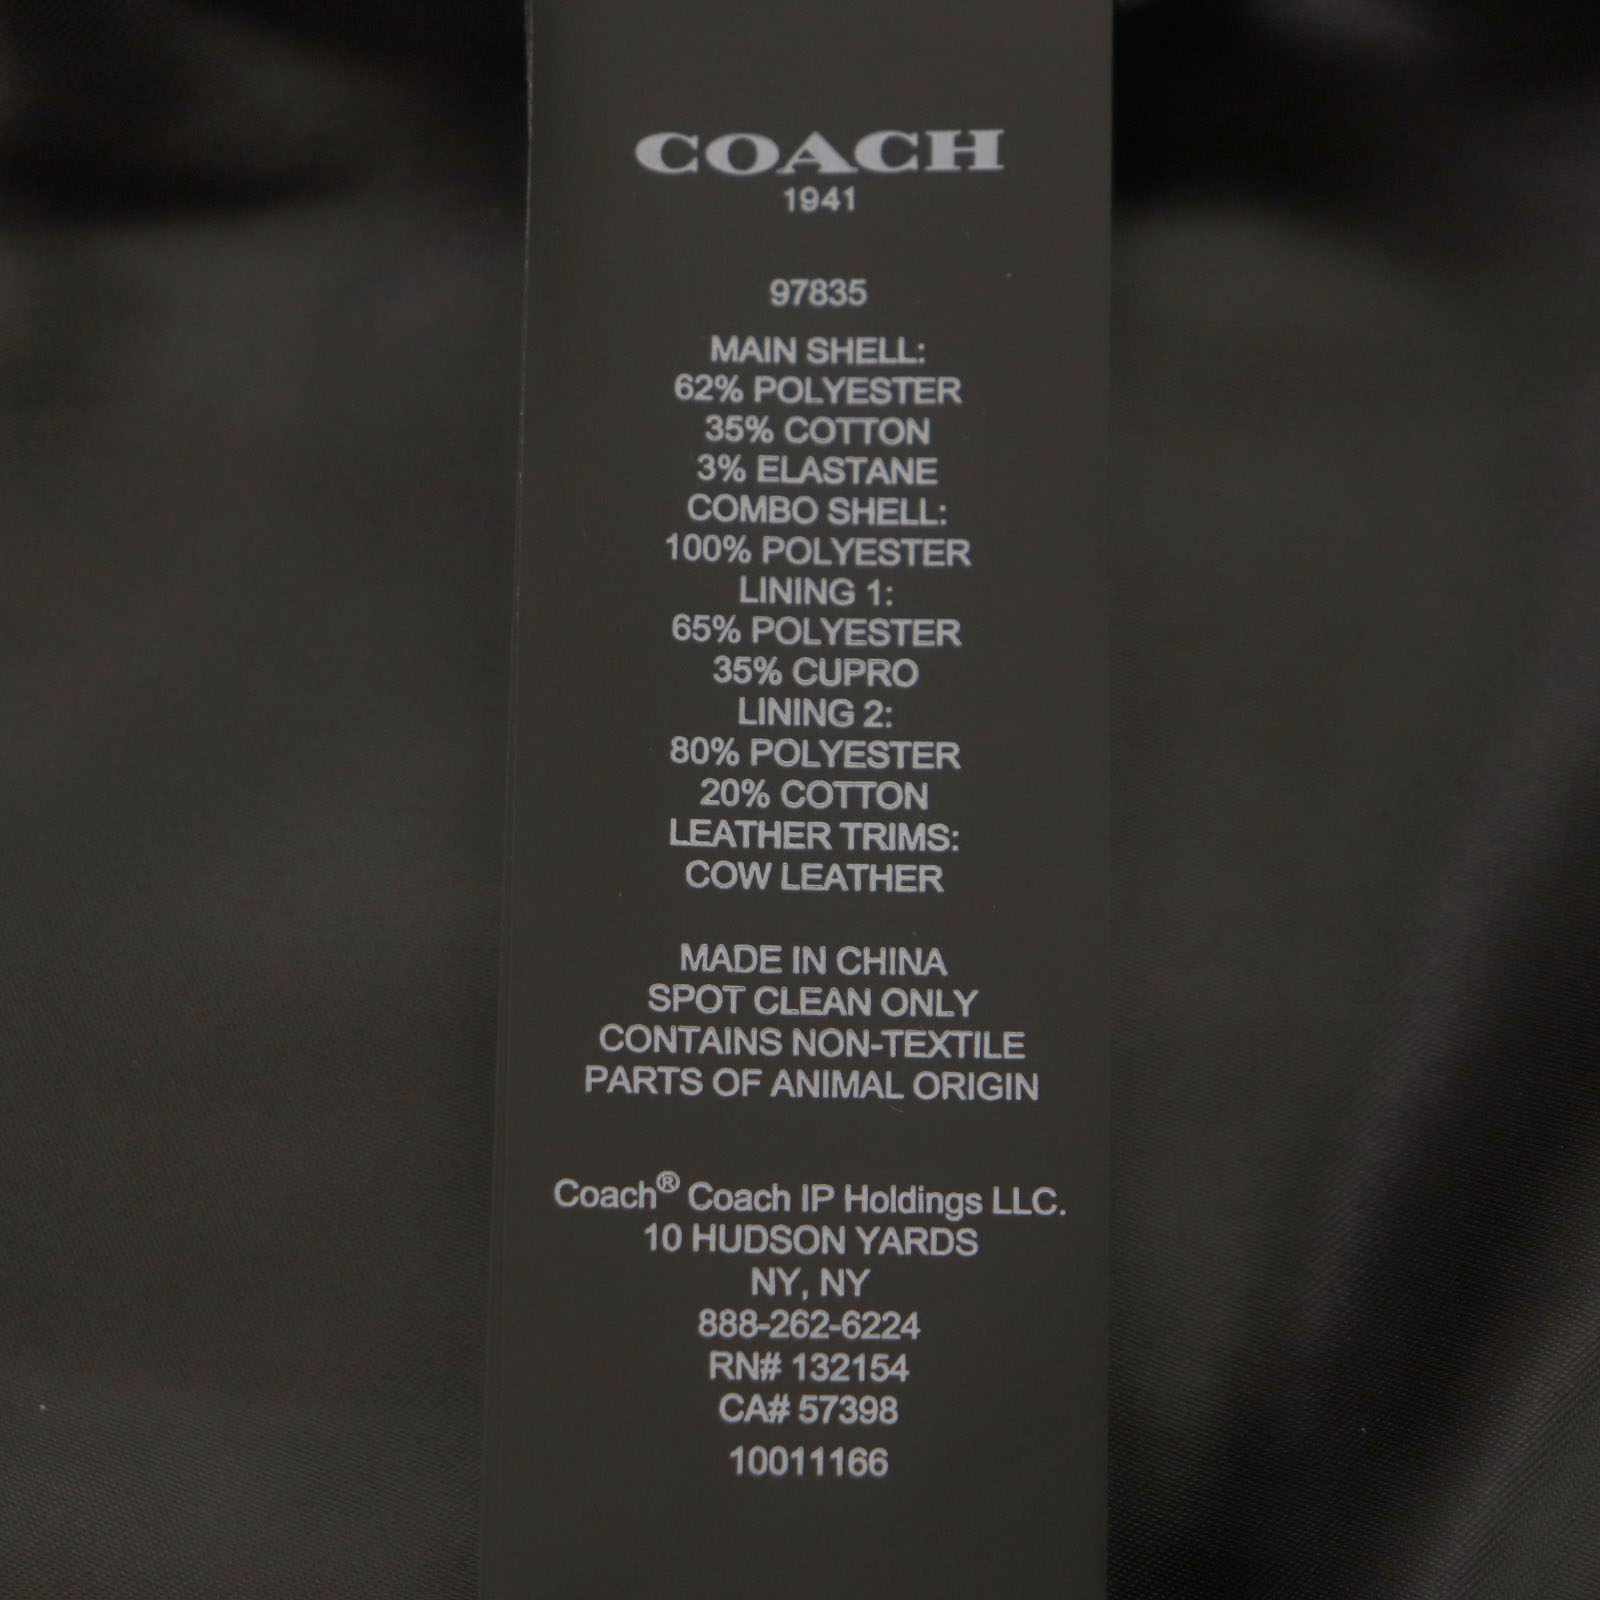 COACH
1941
97835
MAIN SHELL:
62% POLYESTER
35% COTTON
3% ELASTANE
COMBO SHELL:
100% POLYESTER
LINING 1:
65% POLYESTER
35% CUPRO
LINING 2:
80% POLYESTER
20% COTTON
LEATHER TRIMS:
COW LEATHER
MADE IN CHINA
SPOT CLEAN ONLY
CONTAINS NON-TEXTILE
PARTS OF ANIMAL ORIGIN
Coach® Coach IP Holdings LLC.
10 HUDSON YARDS
NY, NY
888-262-6224
RN# 132154
CA# 57398
10011166